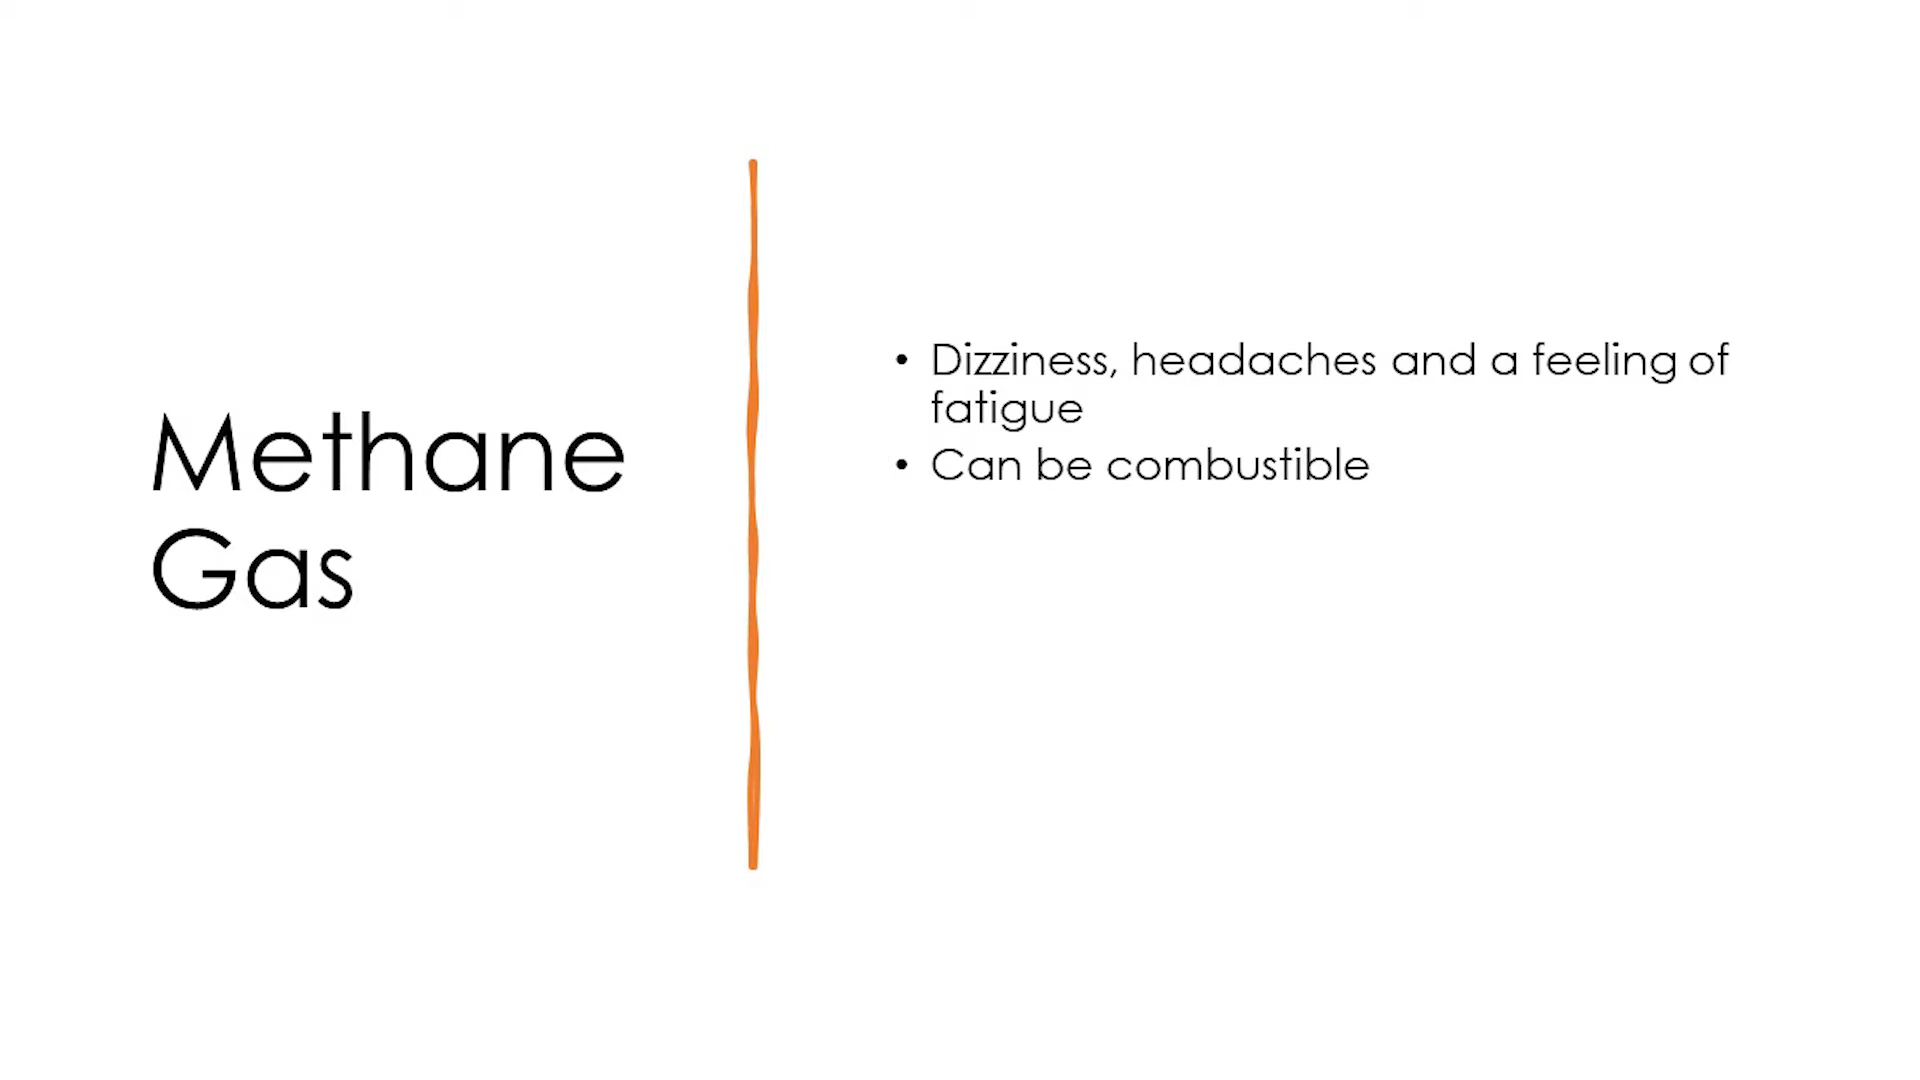 Methane
Gas
• Dizziness, headaches and a feeling of
fatigue
• Can be combustible